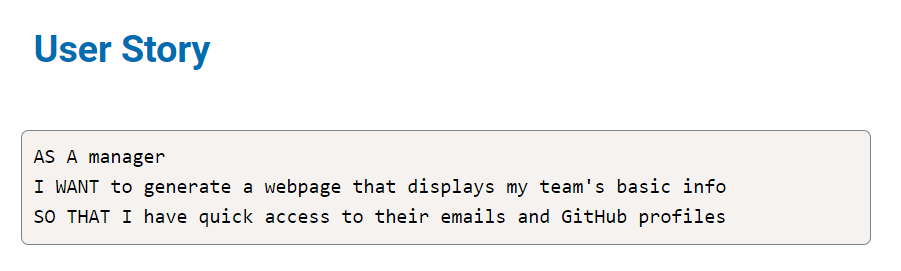 User Story
AS A manager
I WANT to generate a webpage that displays my team's basic info
SO THAT I have quick access to their emails and GitHub profiles